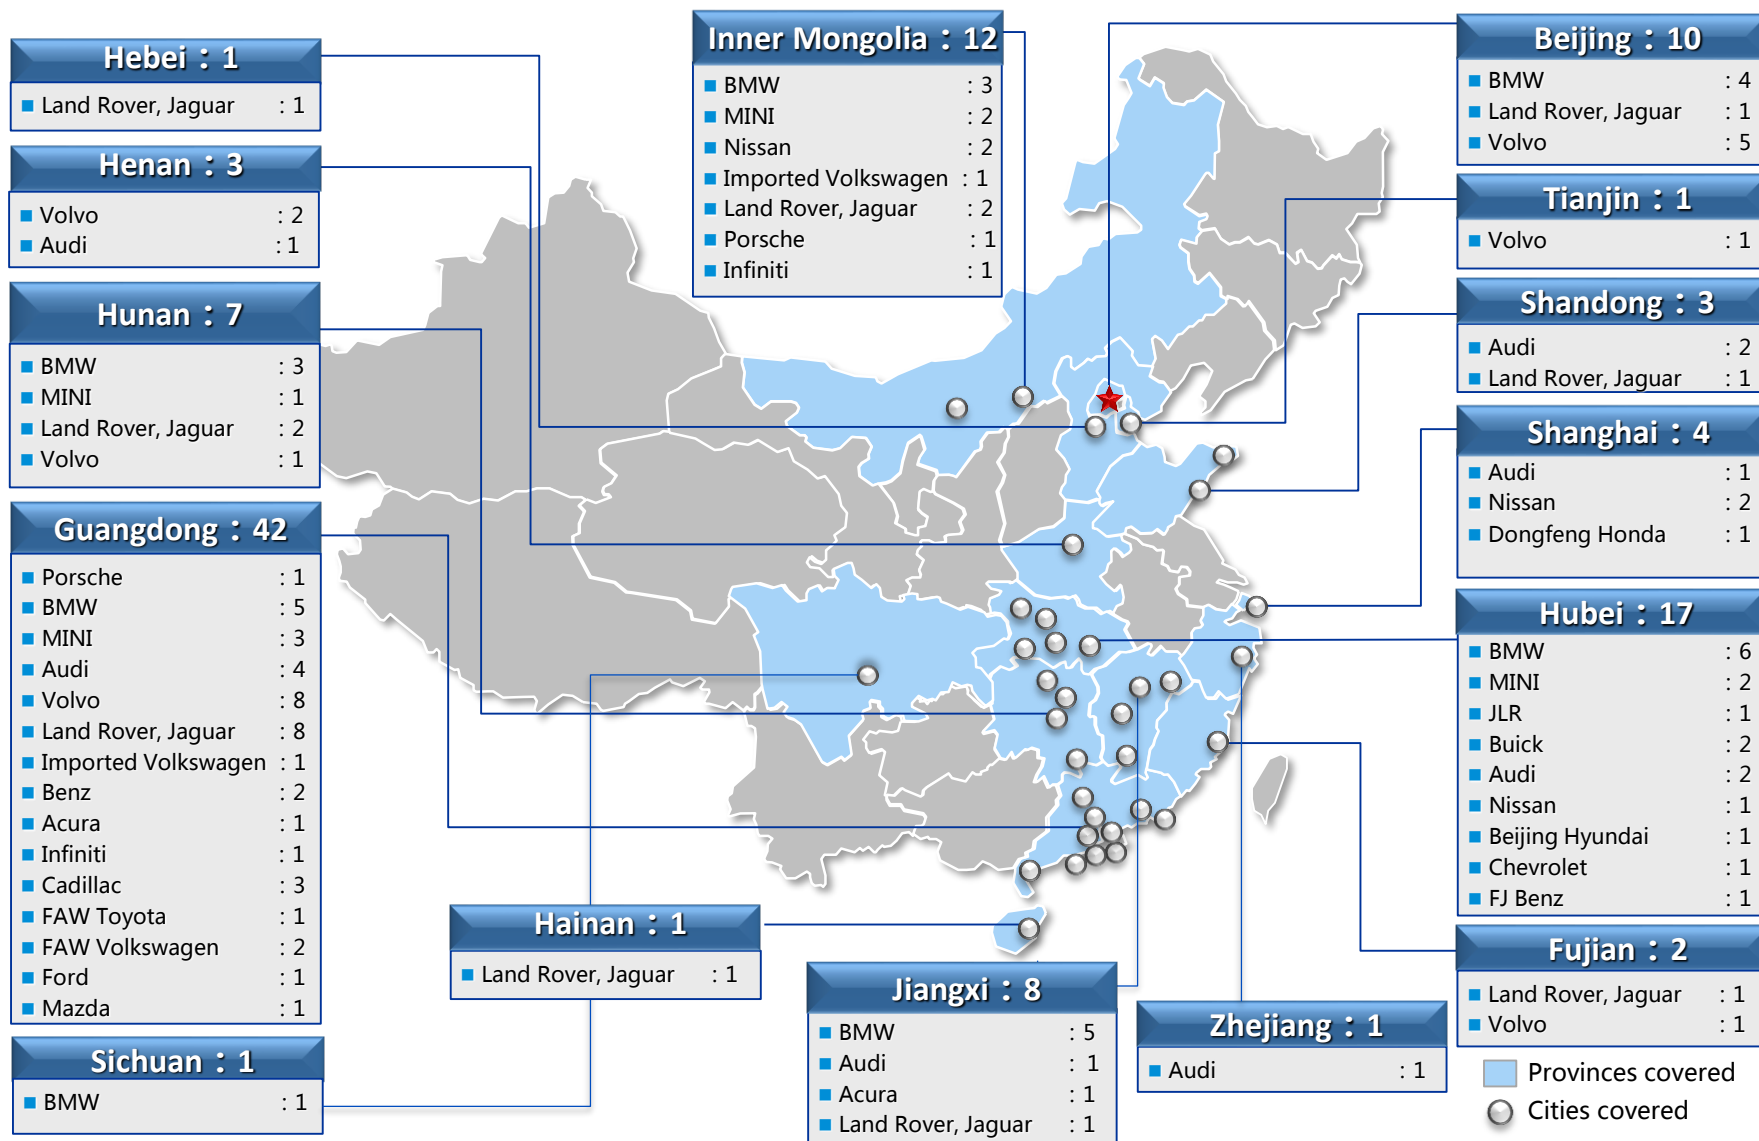 Hebei : 1
Land Rover, Jaguar : 1
Henan : 3
Volvo : 2
Audi : 1
Hunan : 7
BMW : 3
MINI : 1
Land Rover, Jaguar : 2
Volvo : 1
Guangdong : 42
Porsche : 1
BMW : 5
MINI : 3
Audi : 4
Volvo : 8
Land Rover, Jaguar : 8
Imported Volkswagen : 1
Benz : 2
Acura : 1
Infiniti : 1
Cadillac : 3
FAW Toyota : 1
FAW Volkswagen : 2
Ford : 1
Mazda : 1
Sichuan : 1
BMW : 1
Inner Mongolia : 12
BMW : 3
MINI : 2
Nissan : 2
Imported Volkswagen : 1
Land Rover, Jaguar : 2
Porsche : 1
Infiniti : 1
Hainan : 1
Land Rover, Jaguar : 1
Jiangxi : 8
BMW : 5
Audi : 1
Acura : 1
Land Rover, Jaguar : 1
Zhejiang : 1
Audi : 1
Beijing : 10
BMW : 4
Land Rover, Jaguar : 1
Volvo : 5
Tianjin : 1
Volvo : 1
Shandong : 3
Audi : 2
Land Rover, Jaguar : 1
Shanghai : 4
Audi : 1
Nissan : 2
Dongfeng Honda : 1
Hubei : 17
BMW : 6
MINI : 2
JLR : 1
Buick : 2
Audi : 2
Nissan : 1
Beijing Hyundai : 1
Chevrolet : 1
FJ Benz : 1
Fujian : 2
Land Rover, Jaguar : 1
Volvo : 1
Provinces covered
Cities covered